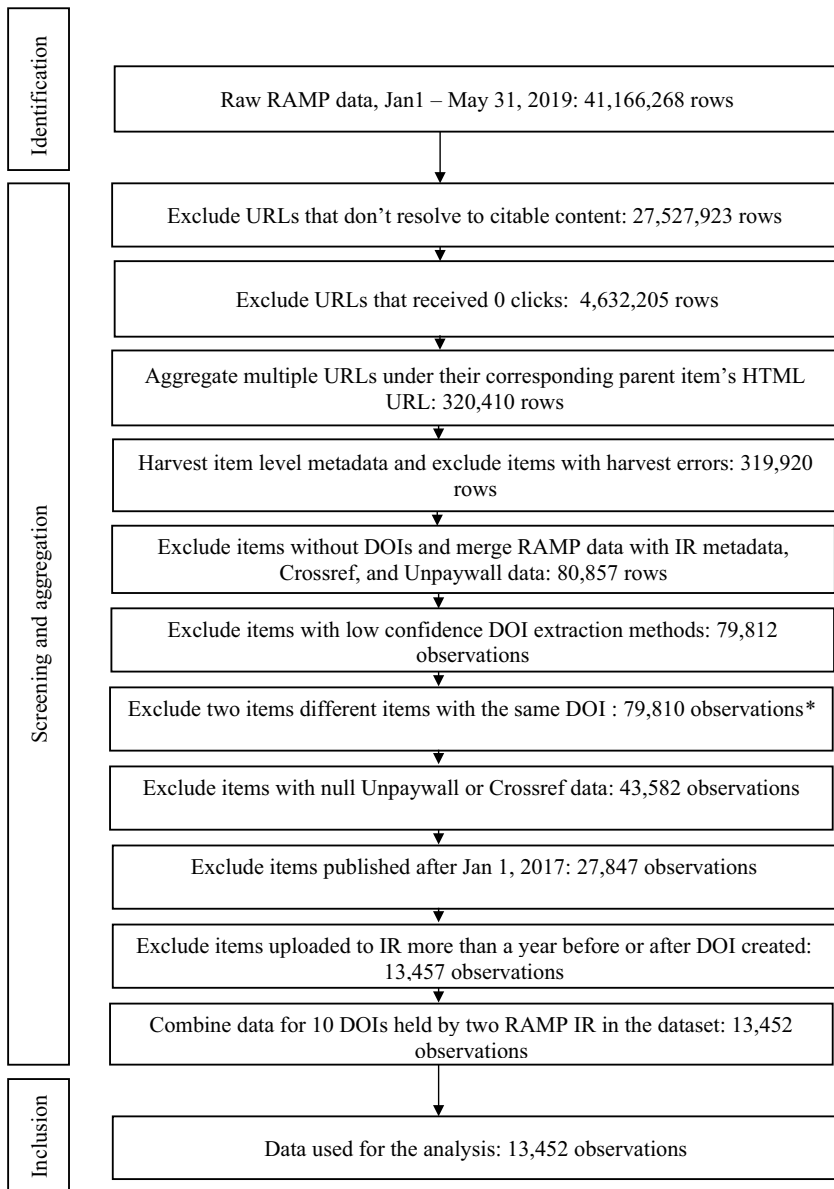 Identification
Raw RAMP data, Jan1 – May 31, 2019: 41,166,268 rows
Screening and aggregation
Exclude URLs that don't resolve to citable content: 27,527,923 rows
Exclude URLs that received 0 clicks:  4,632,205 rows
Aggregate multiple URLs under their corresponding parent item's HTML
URL: 320,410 rows
Harvest item level metadata and exclude items with harvest errors: 319,920
rows
Exclude items without DOIs and merge RAMP data with IR metadata,
Crossref, and Unpaywall data: 80,857 rows
Exclude items with low confidence DOI extraction methods: 79,812
observations
Exclude two items different items with the same DOI : 79,810 observations*
Exclude items with null Unpaywall or Crossref data: 43,582 observations
Exclude items published after Jan 1, 2017: 27,847 observations
Exclude items uploaded to IR more than a year before or after DOI created:
13,457 observations
Combine data for 10 DOIs held by two RAMP IR in the dataset: 13,452
observations
Inclusion
Data used for the analysis: 13,452 observations